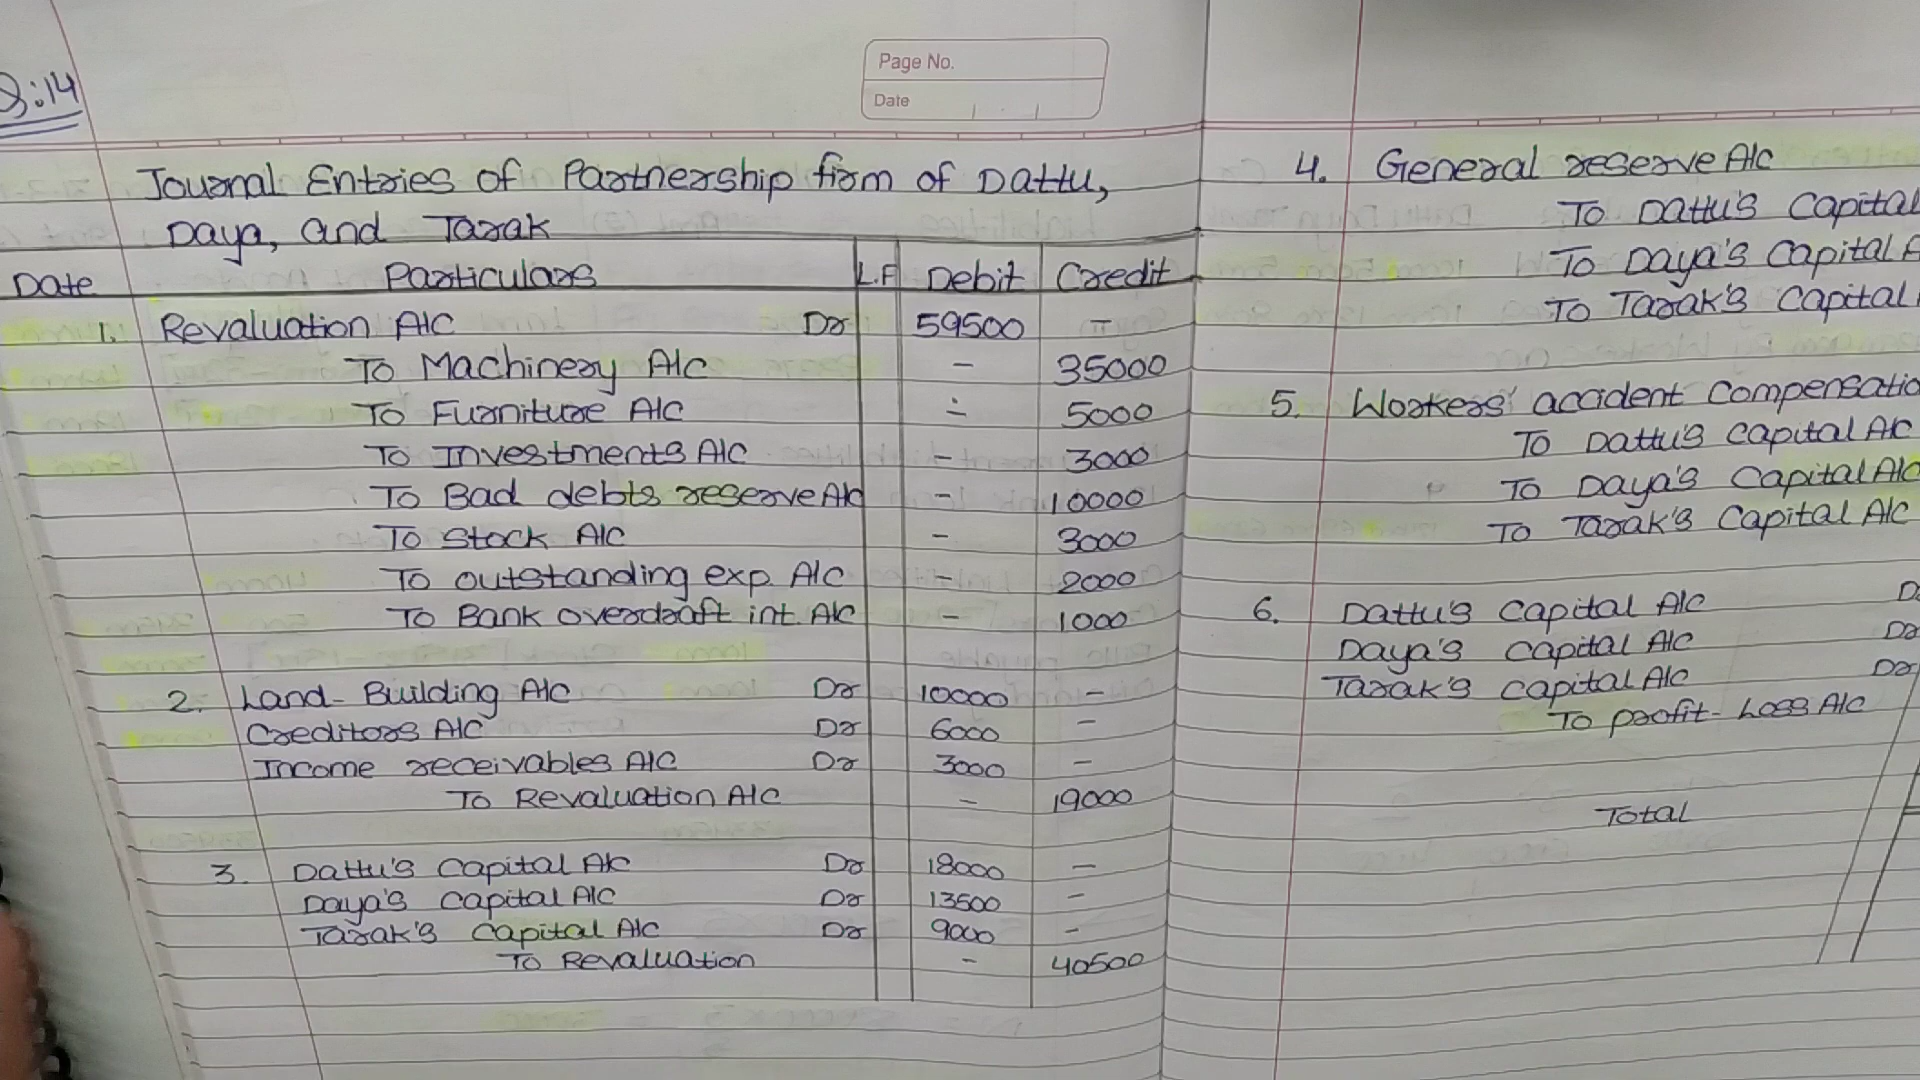 Q:14
Page No.
Date
Journal Entries of Partnership firm of Dattu,
Daya, and Tarak
Date Particulars L.F Debit Credit
1. Revaluation A/c Dr 59500 -
To Machinery A/c - 35000
To Furniture A/c - 5000
To Investments A/c - 3000
To Bad debts reserve A/c - 10000
To Stock A/c - 3000
To outstanding exp A/c - 2000
To Bank overdraft int. A/c - 1000
2. Land-Building A/c Dr 10000 -
Creditors A/c Dr 6000 -
Income receivables A/c Dr 3000 -
To Revaluation A/c - 19000
3. Dattu's Capital A/c Dr 18000 -
Daya's Capital A/c Dr 13500 -
Tarak's Capital A/c Dr 9000 -
To Revaluation - 40500
4. General reserve A/c
To Dattu's Capital
To Daya's Capital A
To Tarak's Capital
5. Workers' accident Compensatio
To Dattu's Capital A/c
To Daya's Capital A/c
To Tarak's Capital A/c
6. Dattu's Capital A/c D
Daya's Capital A/c Dr
Tarak's Capital A/c Dr
To profit-Loss A/c
Total